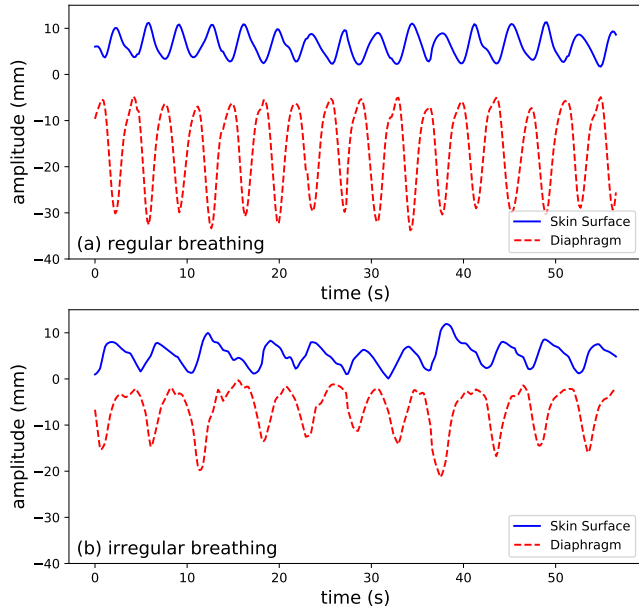 10
0
−10
−20
−30
−40
amplitude (mm)
(a) regular breathing
Skin Surface
Diaphragm
0 10 20 30 40 50
time (s)
10
0
−10
−20
−30
−40
amplitude (mm)
(b) irregular breathing
Skin Surface
Diaphragm
0 10 20 30 40 50
time (s)